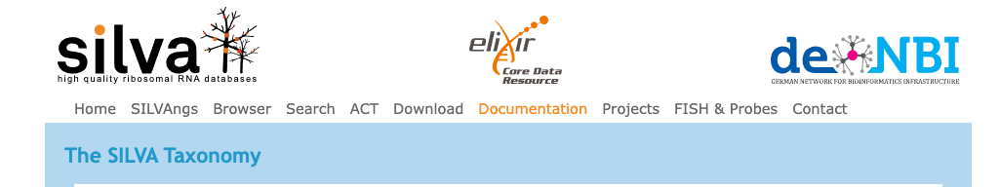 silva
high quality ribosomal RNA databases
elixir
Core Data
Resource
de NBI
GERMAN NETWORK FOR BIOINFORMATICS INFRASTRUCTURE
Home SILVAngs Browser Search ACT Download Documentation Projects FISH & Probes Contact
The SILVA Taxonomy